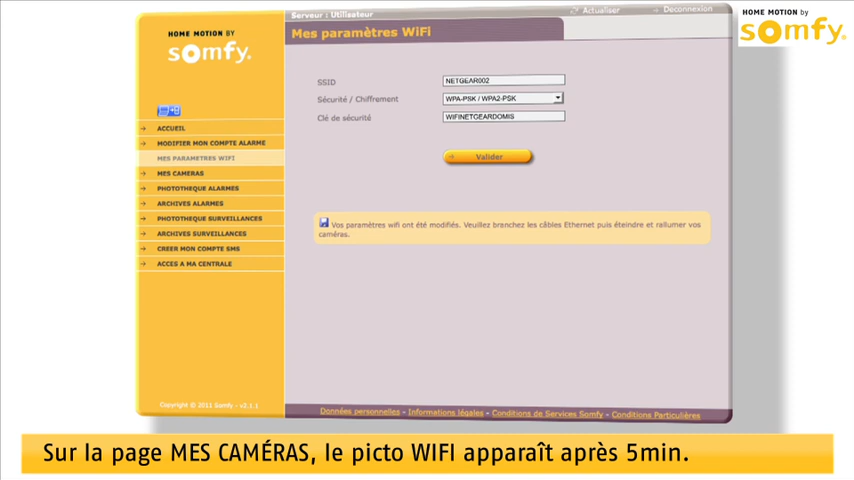 Serveur : Utilisateur
Actualiser
Deconnexion
HOME MOTION BY
somfy.
HOME MOTION BY
somfy.
Mes paramètres WiFi
SSID
NETGEAR002
Sécurité / Chiffrement
WPA-PSK / WPA2-PSK
Clé de sécurité
WIFINETGEARDOMIS
Valider
ACCUEIL
MODIFIER MON COMPTE ALARME
MES PARAMETRES WIFI
MES CAMERAS
PHOTOTHEQUE ALARMES
ARCHIVES ALARMES
PHOTOTHEQUE SURVEILLANCES
ARCHIVES SURVEILLANCES
CREER MON COMPTE SMS
ACCES A MA CENTRALE
Vos paramètres wifi ont été modifiés. Veuillez branchez les câbles Ethernet puis éteindre et rallumer vos
caméras.
Copyright © 2011 Somfy - v2.1.1
Données personnelles - Informations légales - Conditions de Services Somfy - Conditions Particulières
Sur la page MES CAMÉRAS, le picto WIFI apparaît après 5min.